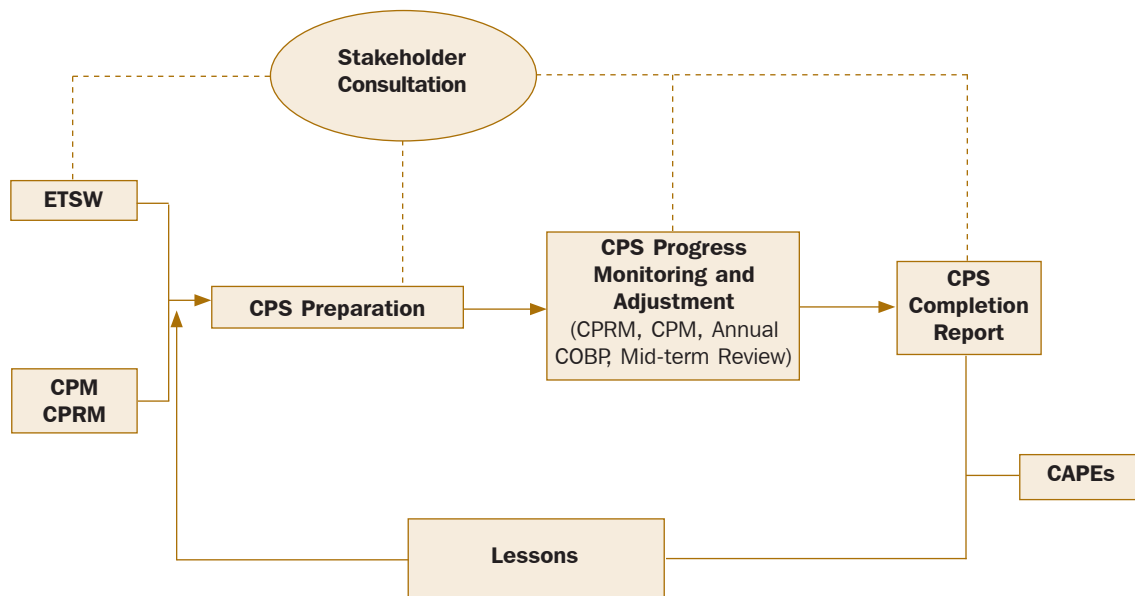 Stakeholder
Consultation
ETSW
CPS Preparation
CPM
CPRM
CPS Progress
Monitoring and
Adjustment
(CPRM, CPM, Annual
COBP, Mid-term Review)
CPS
Completion
Report
CAPEs
Lessons